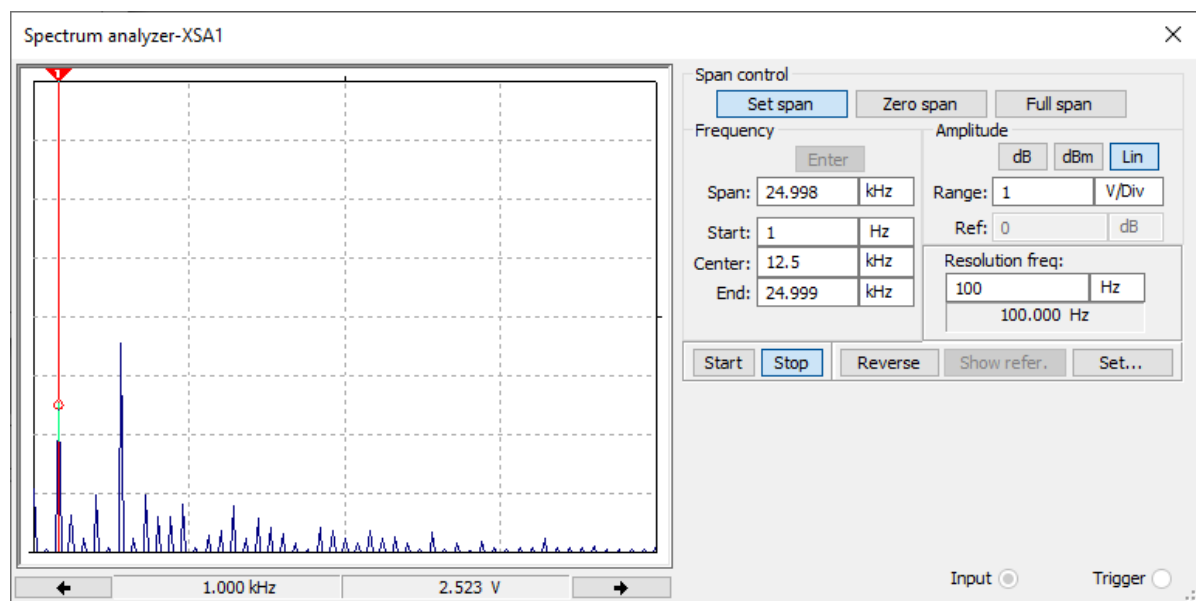 Spectrum analyzer-XSA1
1
Span control
Set span Zero span Full span
Frequency Amplitude
Enter dB dBm Lin
Span: 24.998 kHz Range: 1 V/Div
Start: 1 Hz Ref: 0 dB
Center: 12.5 kHz Resolution freq:
End: 24.999 kHz 100 Hz
100.000 Hz
Start Stop Reverse Show refer. Set...
1.000 kHz 2.523 V Input Trigger